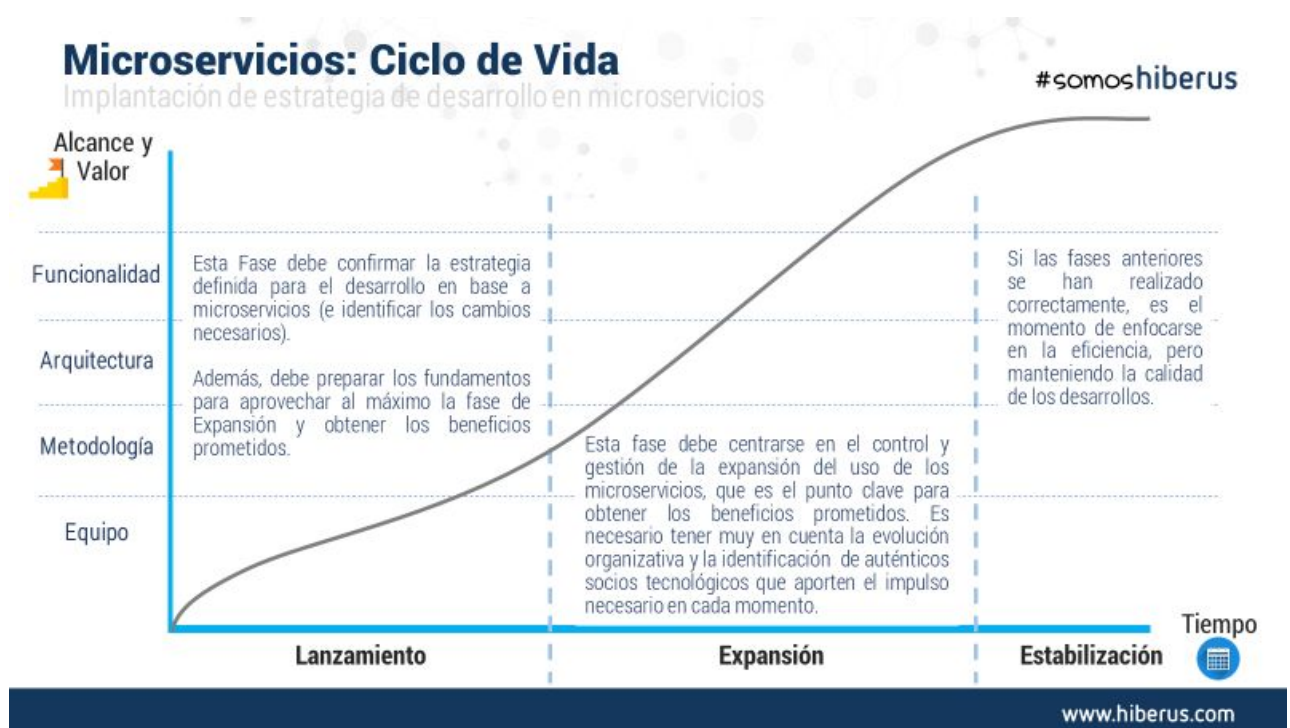 Microservicios: Ciclo de Vida
Implantación de estrategia de desarrollo en microservicios
#somoshiberus
Alcance y
Valor
Funcionalidad
Arquitectura
Metodología
Equipo
Esta Fase debe confirmar la estrategia
definida para el desarrollo en base a
microservicios (e identificar los cambios
necesarios).
Además, debe preparar los fundamentos
para aprovechar al máximo la fase de
Expansión y obtener los beneficios
prometidos.
Esta fase debe centrarse en el control y
gestión de la expansión del uso de los
microservicios, que es el punto clave para
obtener los beneficios prometidos. Es
necesario tener muy en cuenta la evolución
organizativa y la identificación de auténticos
socios tecnológicos que aporten el impulso
necesario en cada momento.
Si las fases anteriores
se han realizado
correctamente, es el
momento de enfocarse
en la eficiencia, pero
manteniendo la calidad
de los desarrollos.
Tiempo
Lanzamiento
Expansión
Estabilización
www.hiberus.com